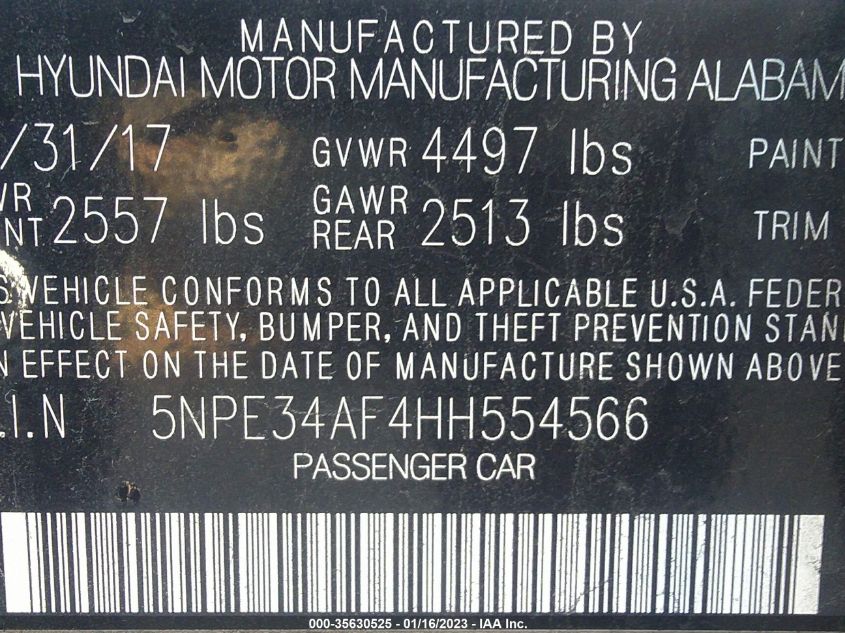 MANUFACTURED BY
HYUNDAI MOTOR MANUFACTURING ALABAM
/31/17 GVWR 4497 lbs PAINT
WR NT 2557 lbs GAWR REAR 2513 lbs TRIM
S VEHICLE CONFORMS TO ALL APPLICABLE U.S.A. FEDER
VEHICLE SAFETY, BUMPER, AND THEFT PREVENTION STAN
N EFFECT ON THE DATE OF MANUFACTURE SHOWN ABOVE
.I.N 5NPE34AF4HH554566
PASSENGER CAR
000-35630525 - 01/16/2023 - IAA Inc.